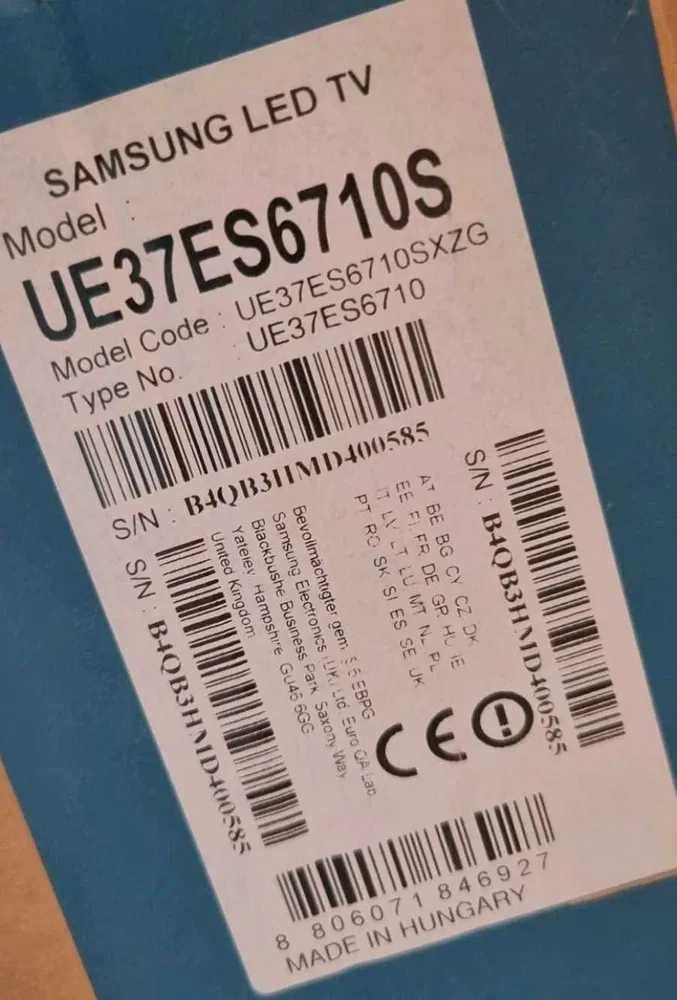 SAMSUNG LED TV
Model :
UE37ES6710S
Model Code : UE37ES6710SXZG
Type No. : UE37ES6710
S/N : B4QB3HMD400585
S/N : B4QB3HMD400585
Bevollmächtigter gem. § 6 EBPG
Samsung Electronics (UK) Ltd Euro QA Lab.
Blackbushe Business Park Saxony Way
Yateley Hampshire GU46 6GG
United Kingdom
AT BE BG CY CZ DK
EE FI FR DE GR HU IE
IT LV LT LU MT NL PL
PT RO SK SI ES SE UK
S/N : B4QB3HMD400585
CE
8 806071 846927
MADE IN HUNGARY